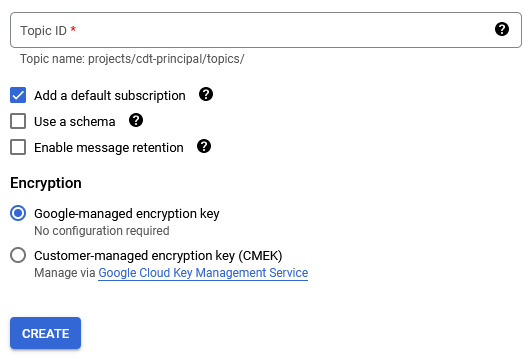 Topic ID *
Topic name: projects/cdt-principal/topics/
Add a default subscription
Use a schema
Enable message retention
Encryption
Google-managed encryption key
No configuration required
Customer-managed encryption key (CMEK)
Manage via Google Cloud Key Management Service
CREATE